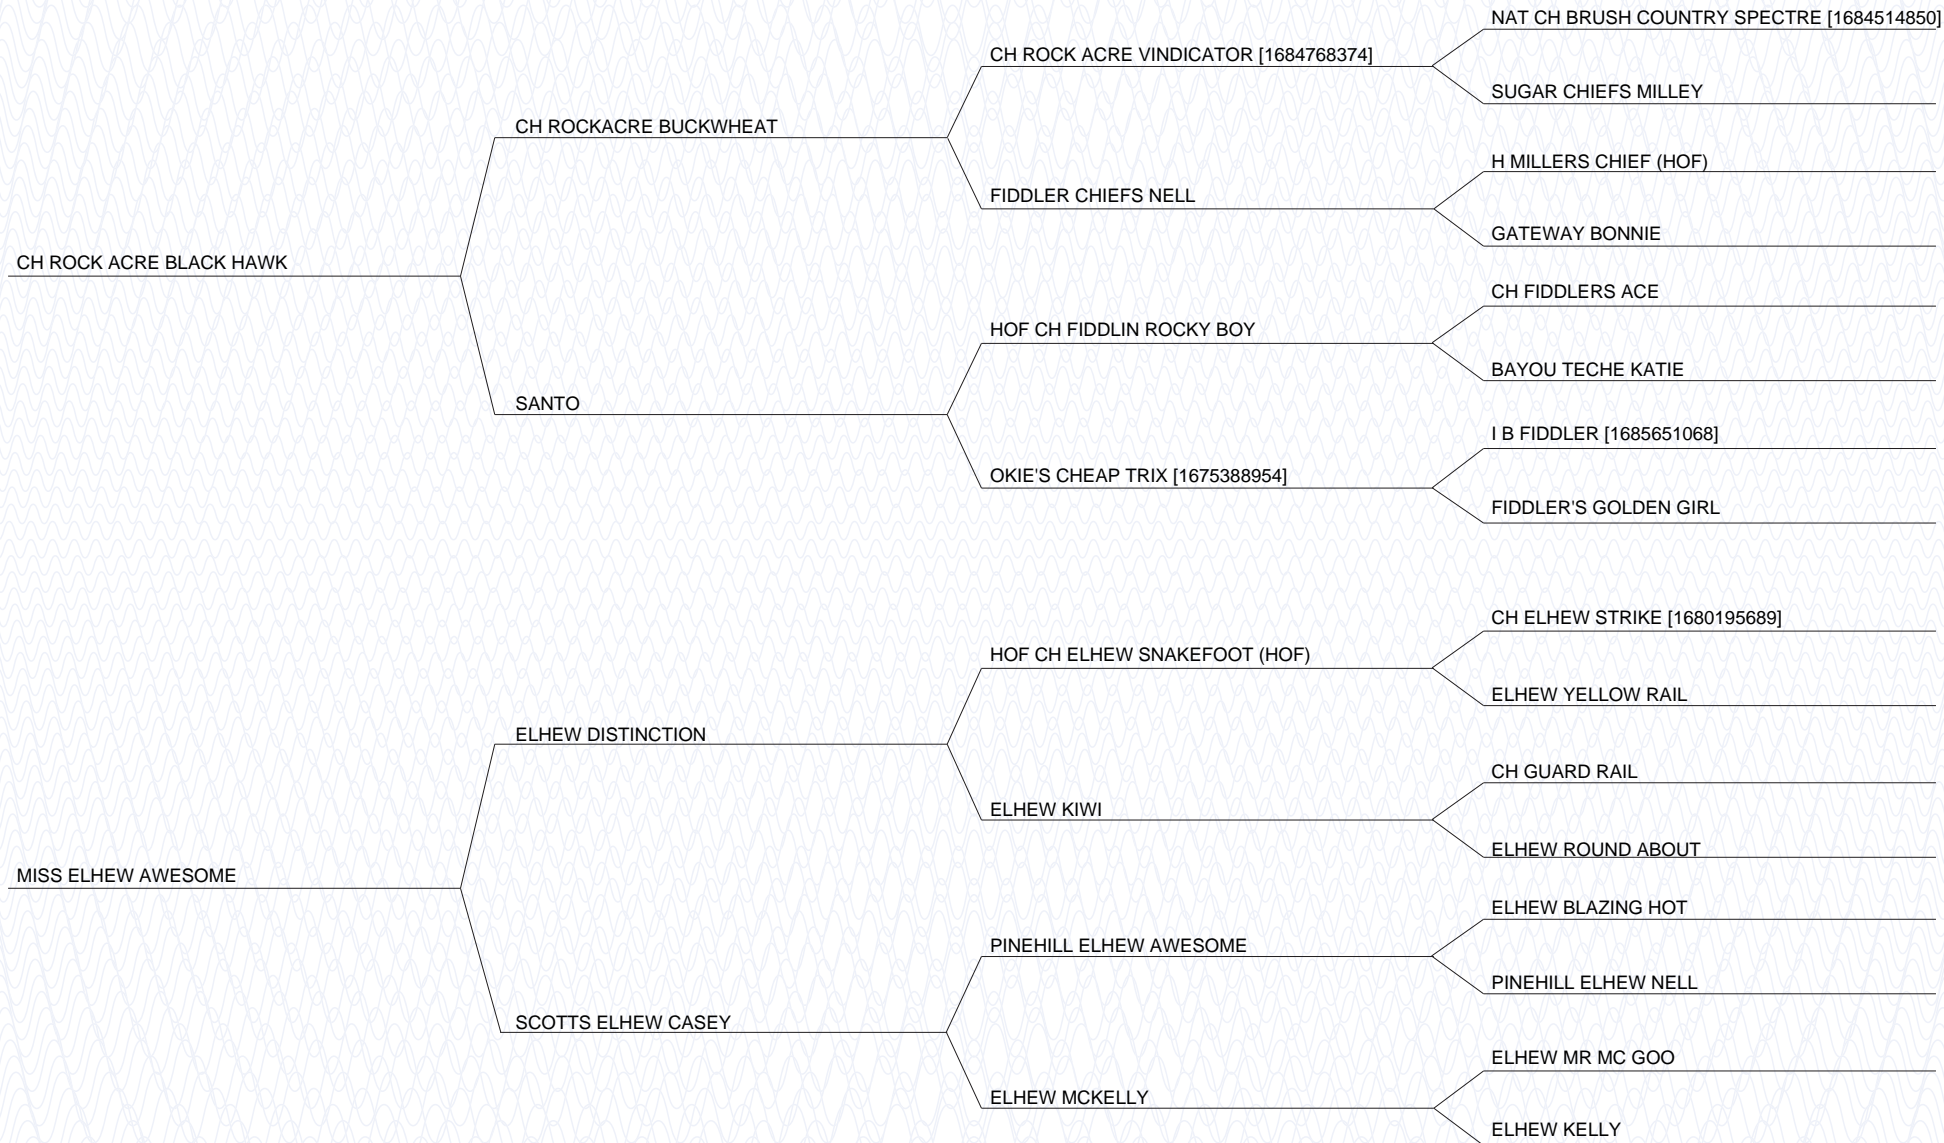 NAT CH BRUSH COUNTRY SPECTRE [1684514850]
CH ROCK ACRE VINDICATOR [1684768374]
SUGAR CHIEFS MILLEY
CH ROCKACRE BUCKWHEAT
H MILLERS CHIEF (HOF)
FIDDLER CHIEFS NELL
GATEWAY BONNIE
CH ROCK ACRE BLACK HAWK
CH FIDDLERS ACE
HOF CH FIDDLIN ROCKY BOY
BAYOU TECHE KATIE
SANTO
I B FIDDLER [1685651068]
OKIE'S CHEAP TRIX [1675388954]
FIDDLER'S GOLDEN GIRL
CH ELHEW STRIKE [1680195689]
HOF CH ELHEW SNAKEFOOT (HOF)
ELHEW YELLOW RAIL
ELHEW DISTINCTION
CH GUARD RAIL
ELHEW KIWI
ELHEW ROUND ABOUT
MISS ELHEW AWESOME
ELHEW BLAZING HOT
PINEHILL ELHEW AWESOME
PINEHILL ELHEW NELL
SCOTTS ELHEW CASEY
ELHEW MR MC GOO
ELHEW MCKELLY
ELHEW KELLY